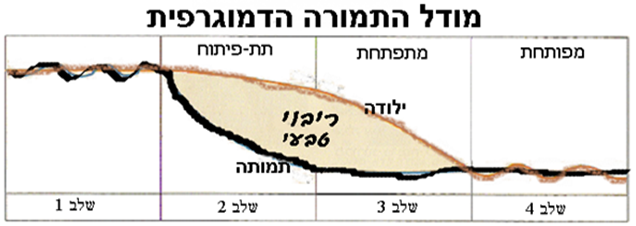 מודל התמורה הדמוגרפית
תת-פיתוח
מתפתחת
מפותחת
ילודה
ריבוי
טבעי
תמותה
שלב 1
שלב 2
שלב 3
שלב 4